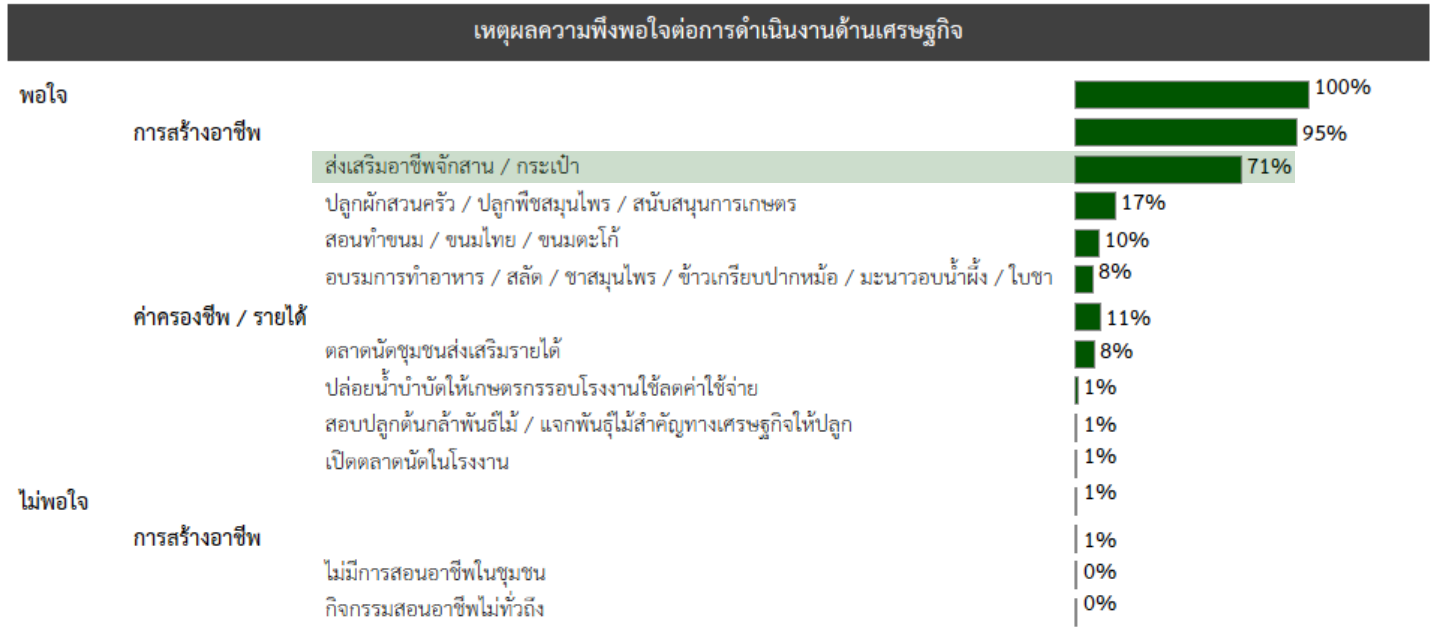 เหตุผลความพึงพอใจต่อการดำเนินงานด้านเศรษฐกิจ
พอใจ 100%
การสร้างอาชีพ 95%
ส่งเสริมอาชีพจักสาน / กระเป๋า 71%
ปลูกผักสวนครัว / ปลูกพืชสมุนไพร / สนับสนุนการเกษตร 17%
สอนทำขนม / ขนมไทย / ขนมตะโก้ 10%
อบรมการทำอาหาร / สลัด / ชาสมุนไพร / ข้าวเกรียบปากหม้อ / มะนาวอบน้ำผึ้ง / ใบชา 8%
ค่าครองชีพ / รายได้ 11%
ตลาดนัดชุมชนส่งเสริมรายได้ 8%
ปล่อยน้ำบำบัดให้เกษตรกรรอบโรงงานใช้ลดค่าใช้จ่าย 1%
สอบปลูกต้นกล้าพันธ์ไม้ / แจกพันธุ์ไม้สำคัญทางเศรษฐกิจให้ปลูก 1%
เปิดตลาดนัดในโรงงาน 1%
ไม่พอใจ 1%
การสร้างอาชีพ 1%
ไม่มีการสอนอาชีพในชุมชน 0%
กิจกรรมสอนอาชีพไม่ทั่วถึง 0%